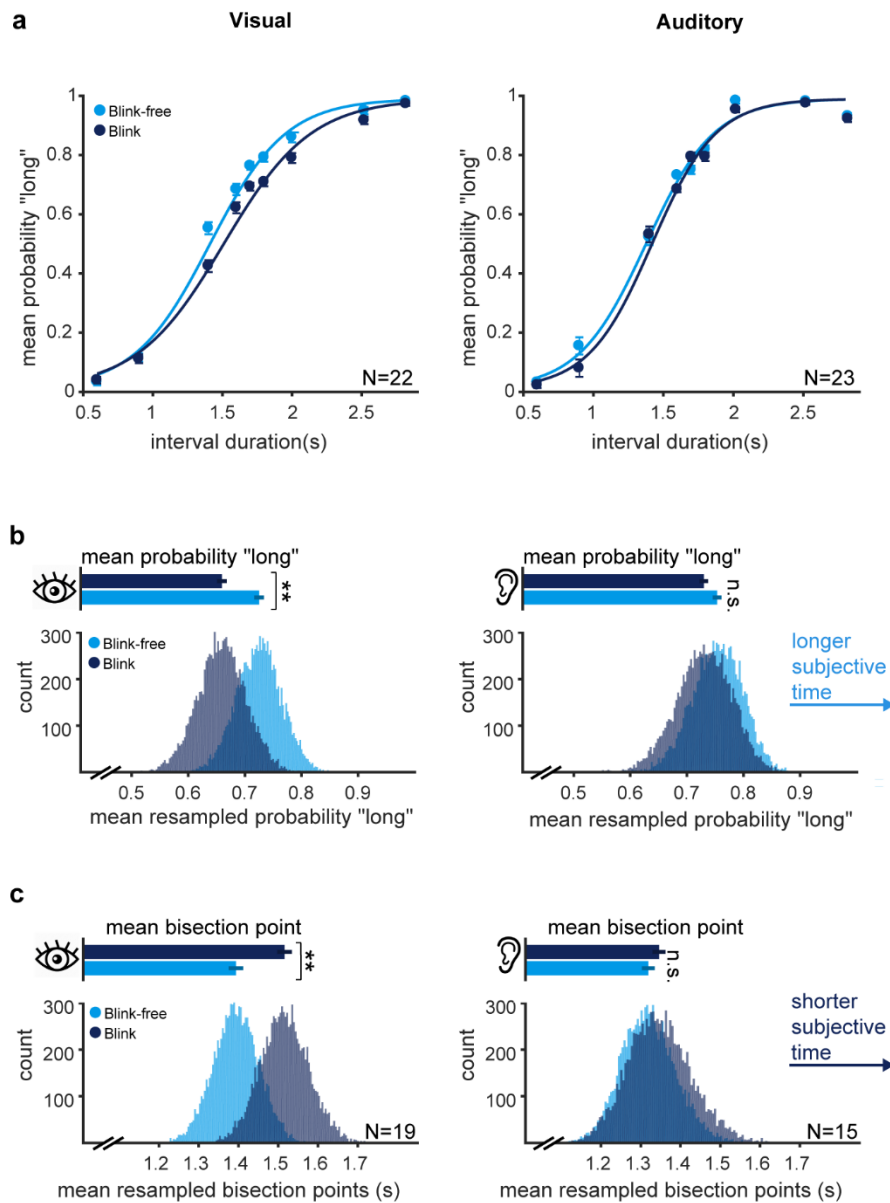 a
Visual
Auditory
1
0.8
0.6
0.4
0.2
0
mean probability "long"
Blink-free
Blink
N=22
0.5
1
1.5
2
2.5
interval duration(s)
1
0.8
0.6
0.4
0.2
0
mean probability "long"
N=23
0.5
1
1.5
2
2.5
interval duration(s)
b
mean probability "long"
**
300
200
100
count
Blink-free
Blink
0.5
0.6
0.7
0.8
0.9
mean resampled probability "long"
mean probability "long"
n.s.
300
200
100
count
longer
subjective
time
0.5
0.6
0.7
0.8
0.9
mean resampled probability "long"
c
mean bisection point
**
300
200
100
count
Blink-free
Blink
N=19
1.2
1.3
1.4
1.5
1.6
1.7
mean resampled bisection points (s)
mean bisection point
n.s.
300
200
100
count
shorter
subjective
time
N=15
1.2
1.3
1.4
1.5
1.6
1.7
mean resampled bisection points (s)